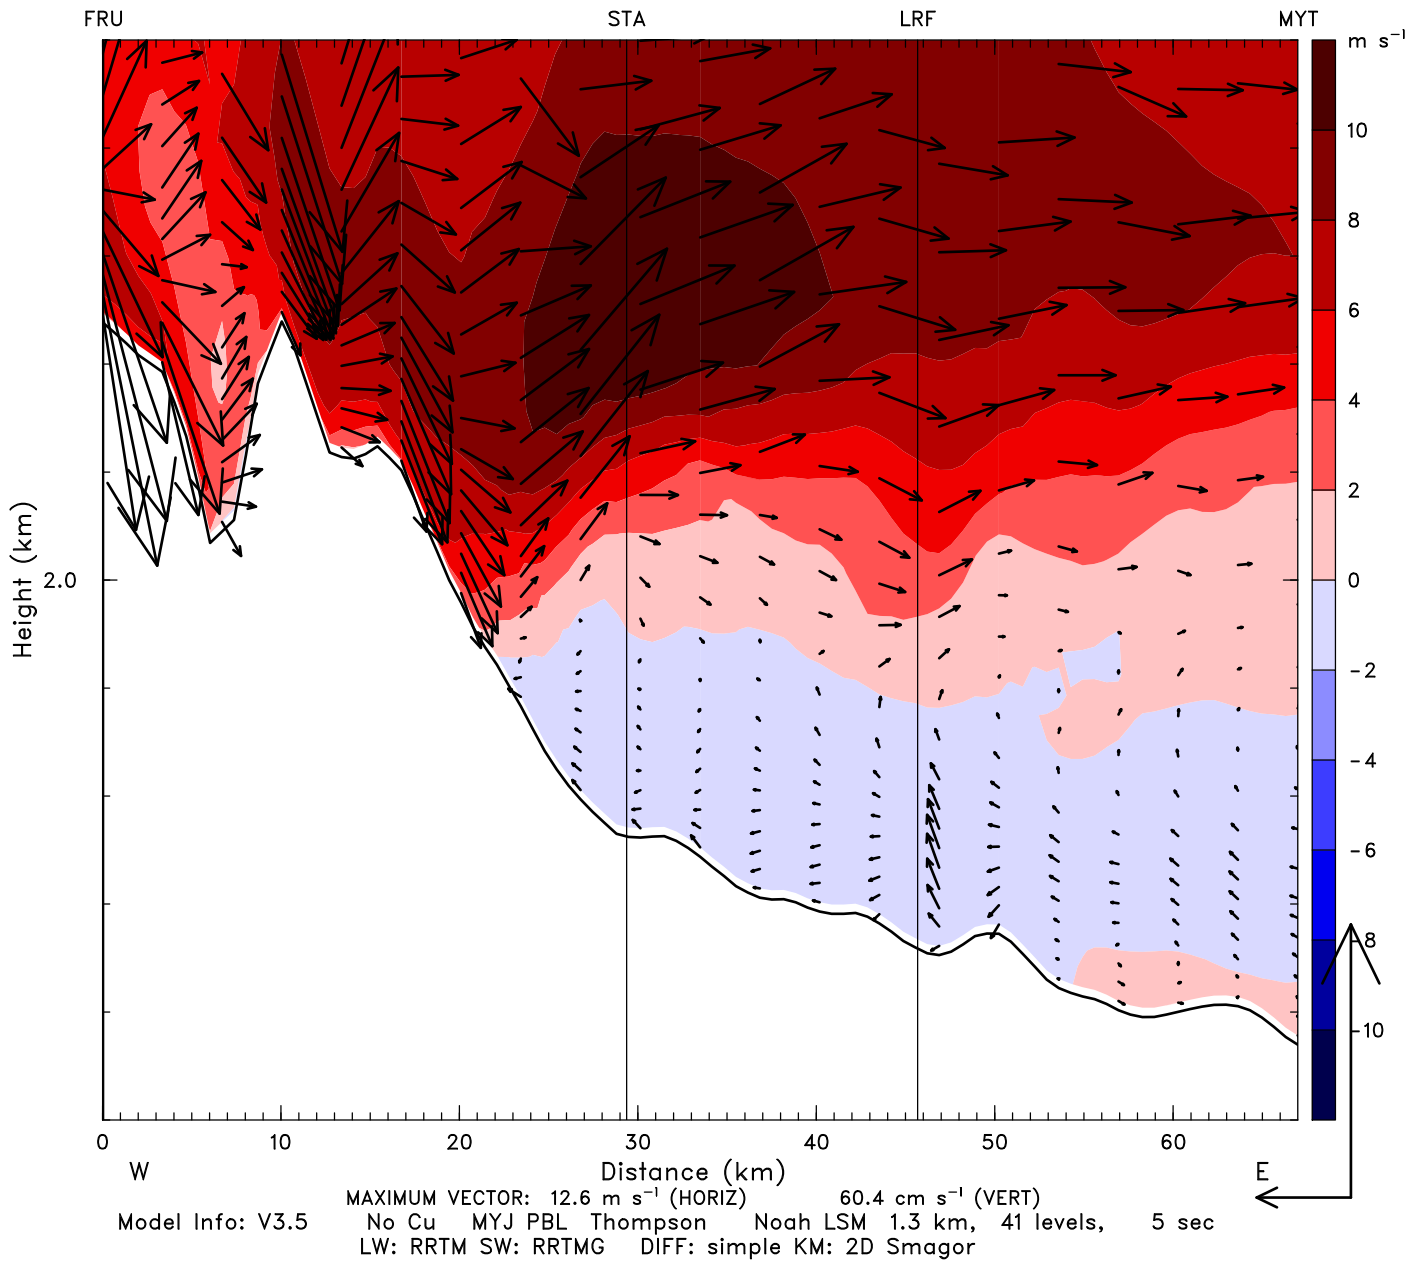 FRU STA LRF MYT
m s⁻¹
10
8
6
4
2
0
-2
-4
-6
-8
-10
Height (km)
2.0
0 10 20 30 40 50 60
W Distance (km) E
MAXIMUM VECTOR: 12.6 m s⁻¹ (HORIZ) 60.4 cm s⁻¹ (VERT)
Model Info: V3.5 No Cu MYJ PBL Thompson Noah LSM 1.3 km, 41 levels, 5 sec
LW: RRTM SW: RRTMG DIFF: simple KM: 2D Smagor